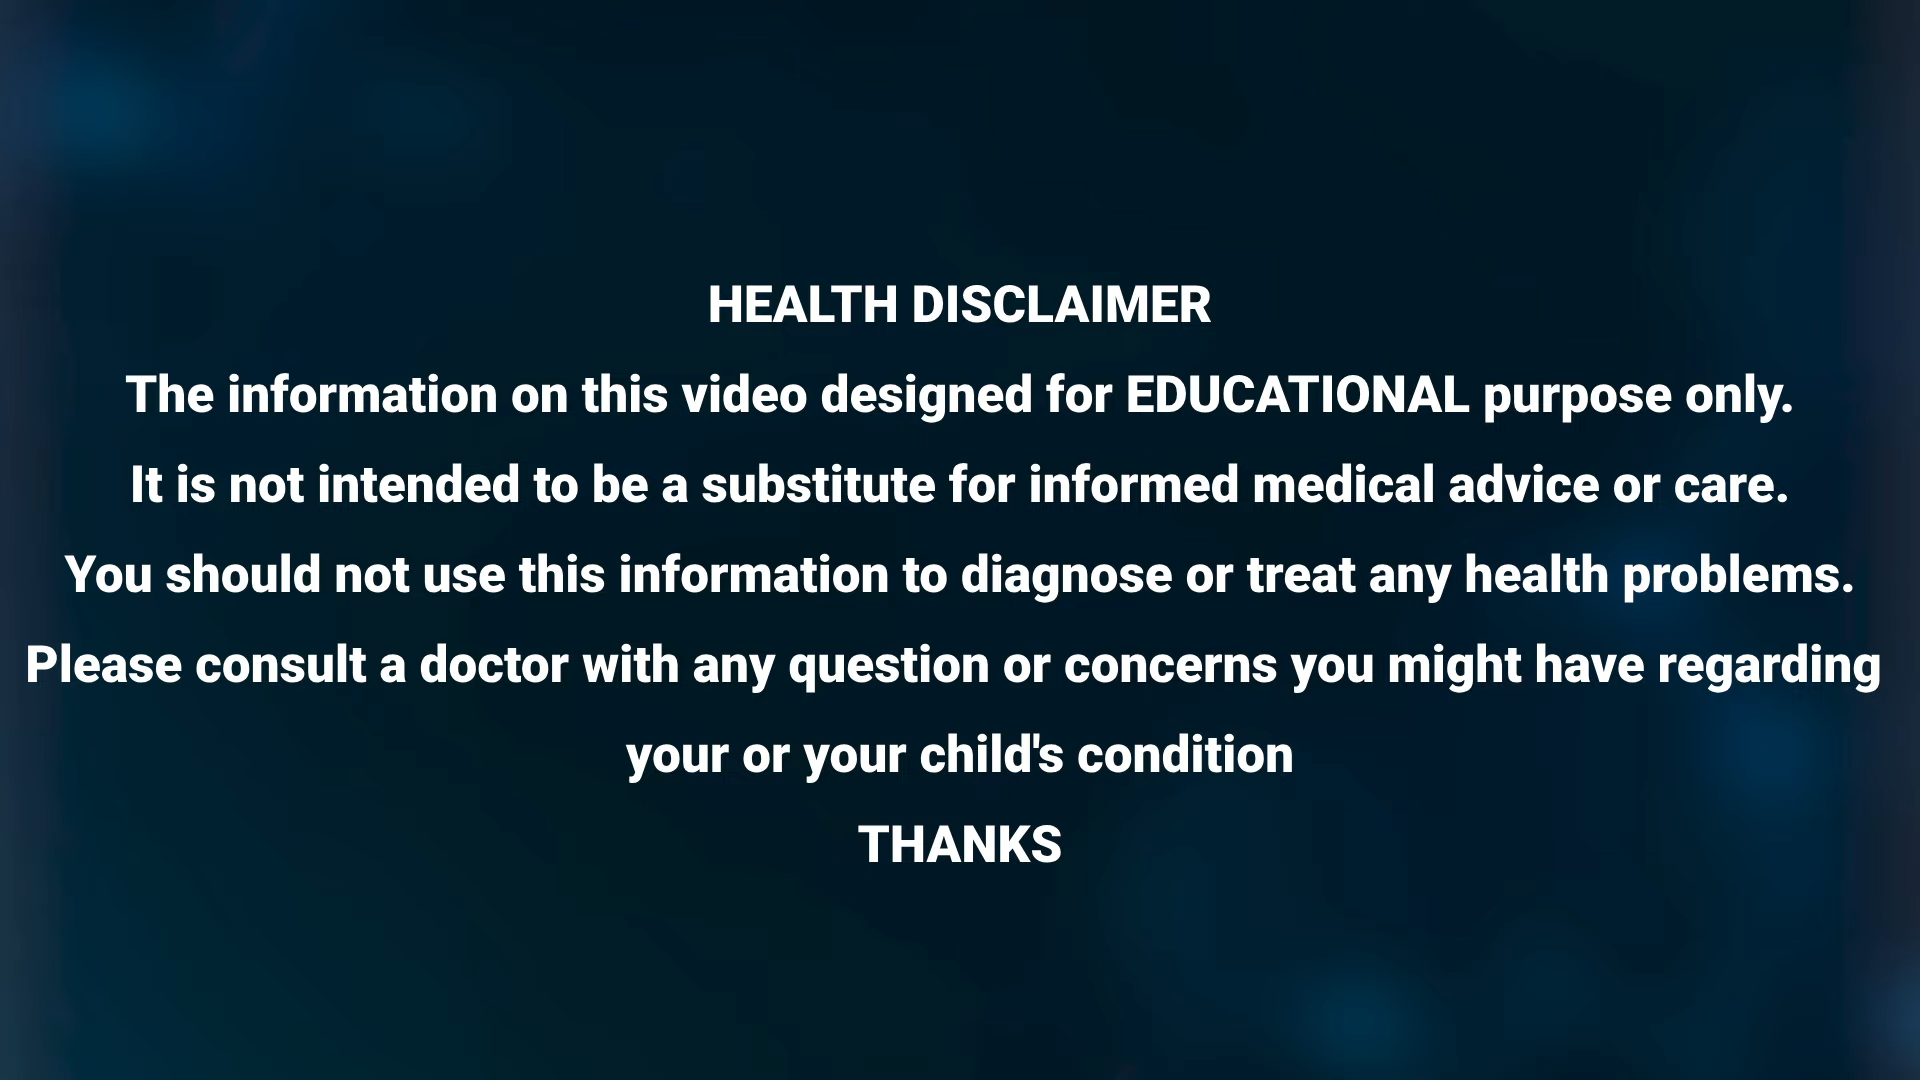 HEALTH DISCLAIMER
The information on this video designed for EDUCATIONAL purpose only.
It is not intended to be a substitute for informed medical advice or care.
You should not use this information to diagnose or treat any health problems.
Please consult a doctor with any question or concerns you might have regarding
your or your child's condition
THANKS